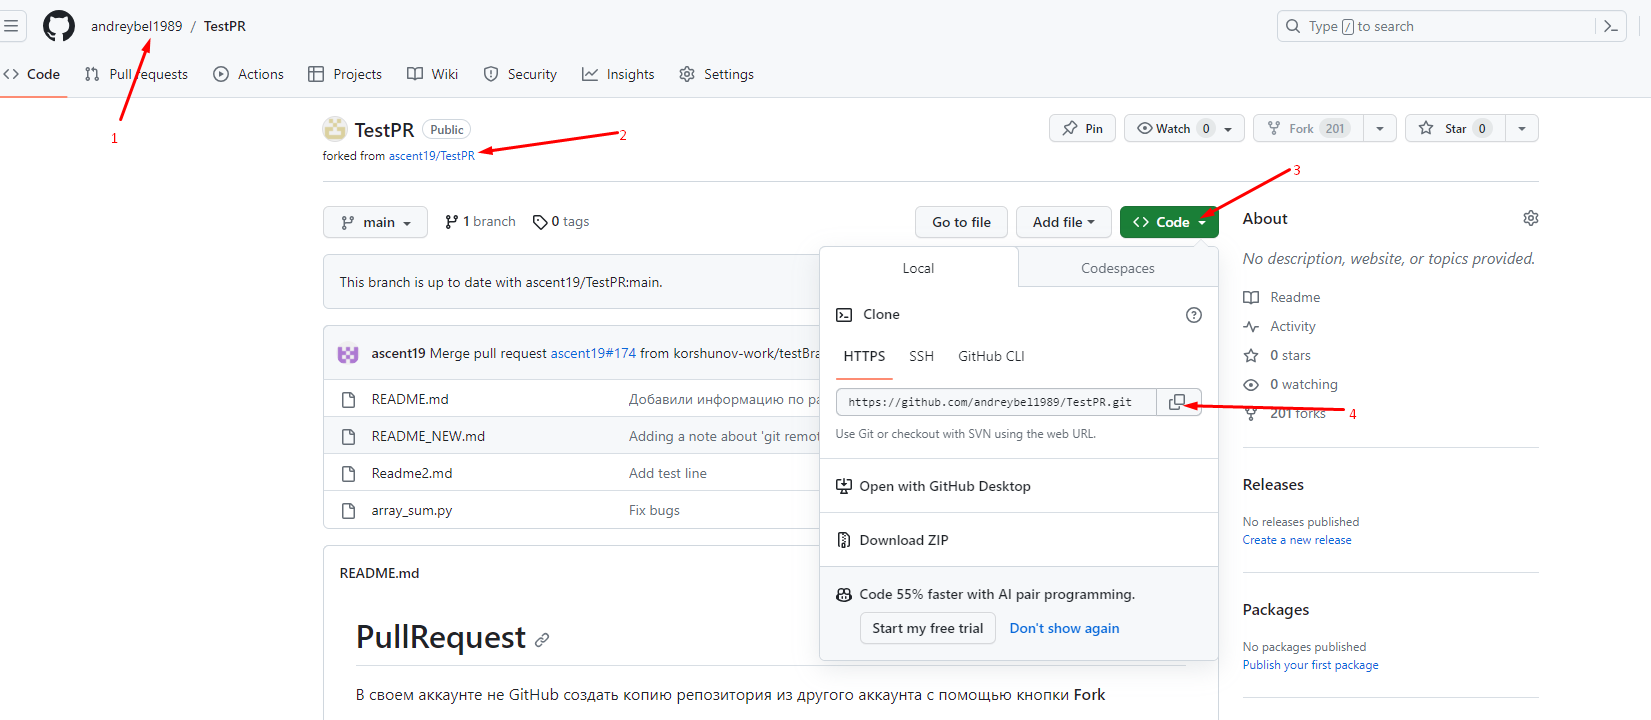 andreybel1989 / TestPR
Type / to search
Code Pull requests Actions Projects Wiki Security Insights Settings
1
TestPR Public
forked from ascent19/TestPR
2
Pin Watch 0 Fork 201 Star 0
3
main 1 branch 0 tags Go to file Add file Code
This branch is up to date with ascent19/TestPR:main.
ascent19 Merge pull request ascent19#174 from korshunov-work/testBra
README.md Добавили информацию по ра
README_NEW.md Adding a note about 'git remot
Readme2.md Add test line
array_sum.py Fix bugs
Local Codespaces
Clone
HTTPS SSH GitHub CLI
https://github.com/andreybel1989/TestPR.git
4
Use Git or checkout with SVN using the web URL.
Open with GitHub Desktop
Download ZIP
Code 55% faster with AI pair programming.
Start my free trial Don't show again
About
No description, website, or topics provided.
Readme
Activity
0 stars
0 watching
201 forks
Releases
No releases published
Create a new release
Packages
No packages published
Publish your first package
README.md
PullRequest
В своем аккаунте не GitHub создать копию репозитория из другого аккаунта с помощью кнопки Fork